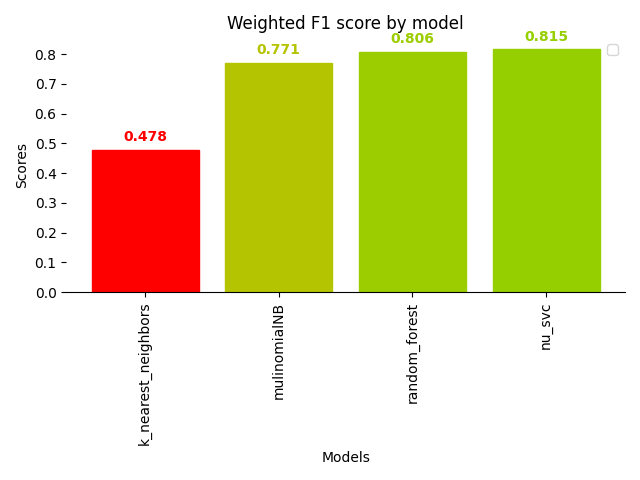 Weighted F1 score by model
0.478
0.771
0.806
0.815
Scores
0.8
0.7
0.6
0.5
0.4
0.3
0.2
0.1
0.0
k_nearest_neighbors
mulinomialNB
random_forest
nu_svc
Models